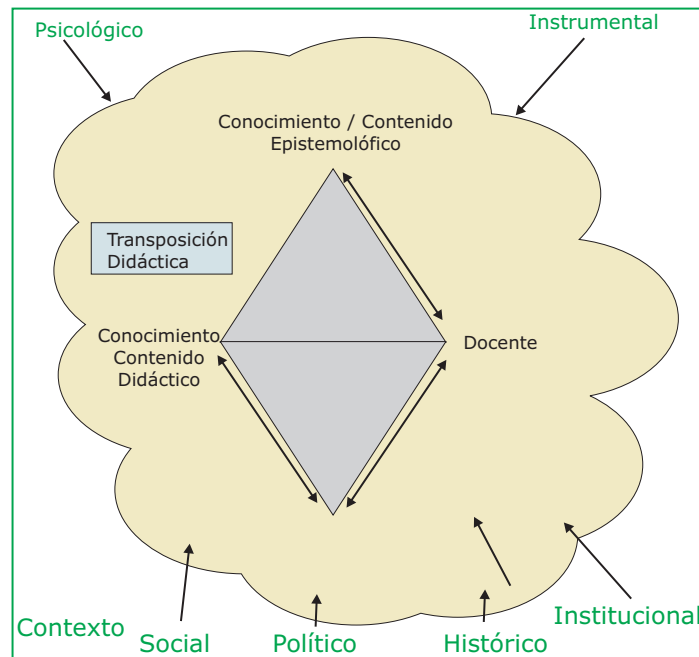 Psicológico
Instrumental
Conocimiento / Contenido
Epistemolófico
Transposición
Didáctica
Conocimiento
Contenido
Didáctico
Docente
Contexto
Social
Político
Histórico
Institucional